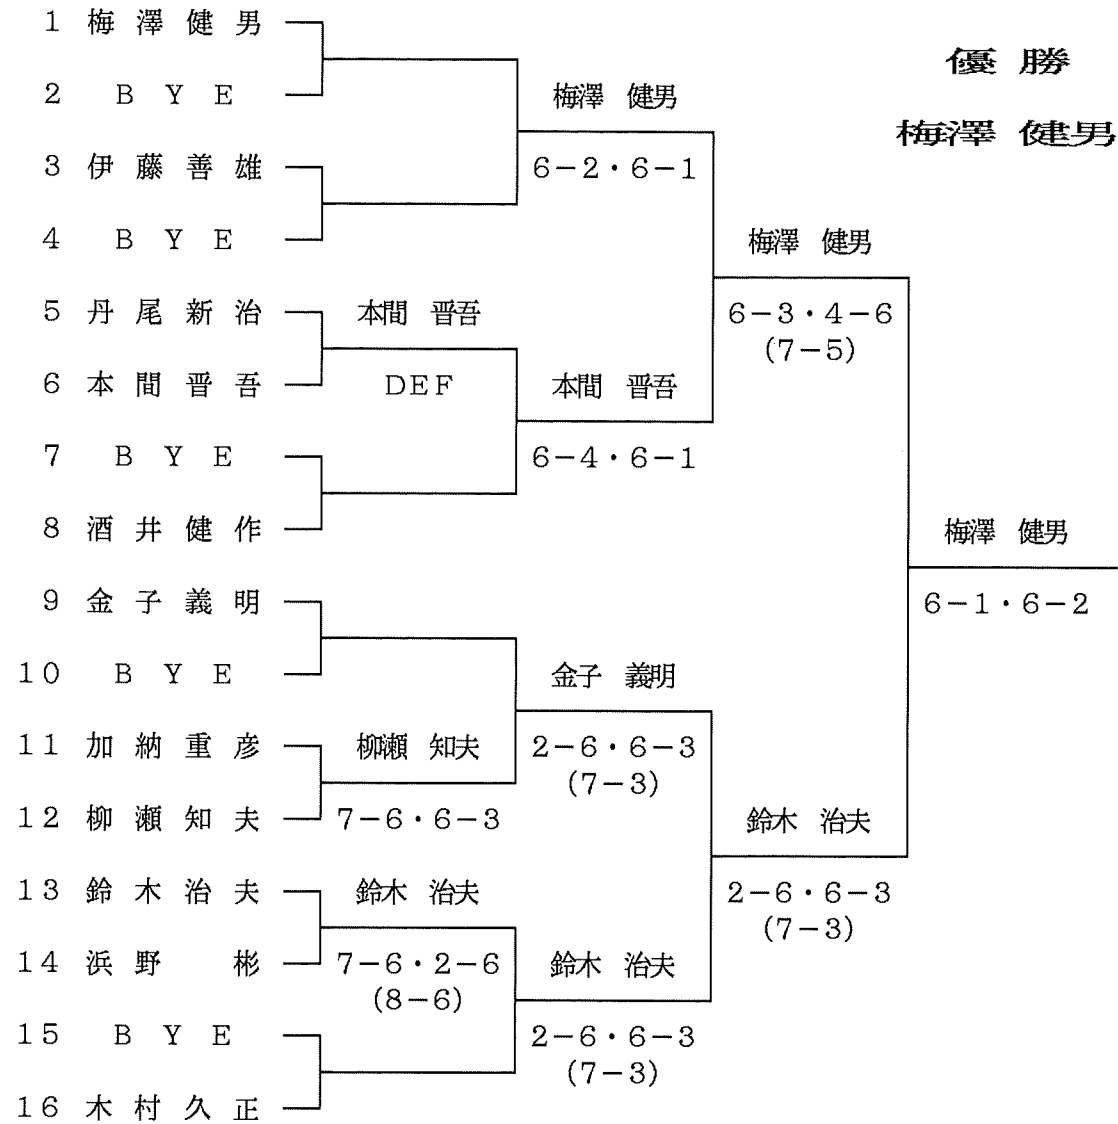 1 梅澤健男
優勝
2 BYE
梅澤 健男
梅澤 健男
3 伊藤善雄
6-2・6-1
4 BYE
梅澤 健男
5 丹尾新治
本間 晋吾
6-3・4-6
(7-5)
6 本間晋吾
DEF
本間 晋吾
7 BYE
6-4・6-1
8 酒井健作
梅澤 健男
9 金子義明
6-1・6-2
10 BYE
金子 義明
11 加納重彦
柳瀬 知夫
2-6・6-3
(7-3)
12 柳瀬知夫
7-6・6-3
鈴木 治夫
13 鈴木治夫
鈴木 治夫
2-6・6-3
(7-3)
14 浜野 彬
7-6・2-6
(8-6)
鈴木 治夫
15 BYE
2-6・6-3
(7-3)
16 木村久正